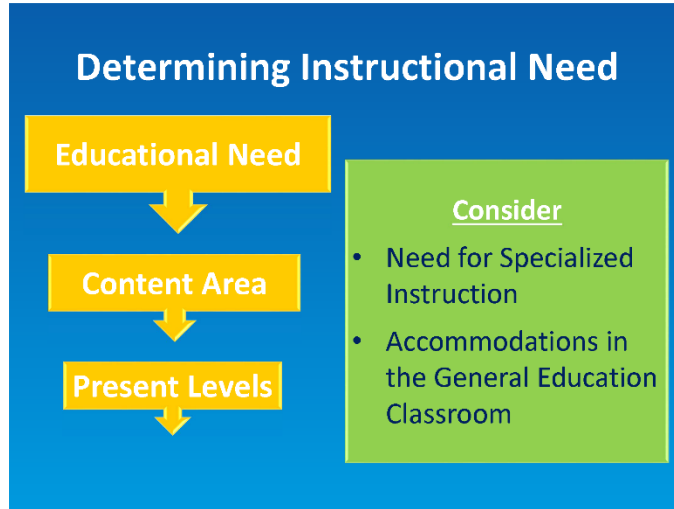 Determining Instructional Need
Educational Need
Content Area
Present Levels
Consider
• Need for Specialized
Instruction
• Accommodations in
the General Education
Classroom